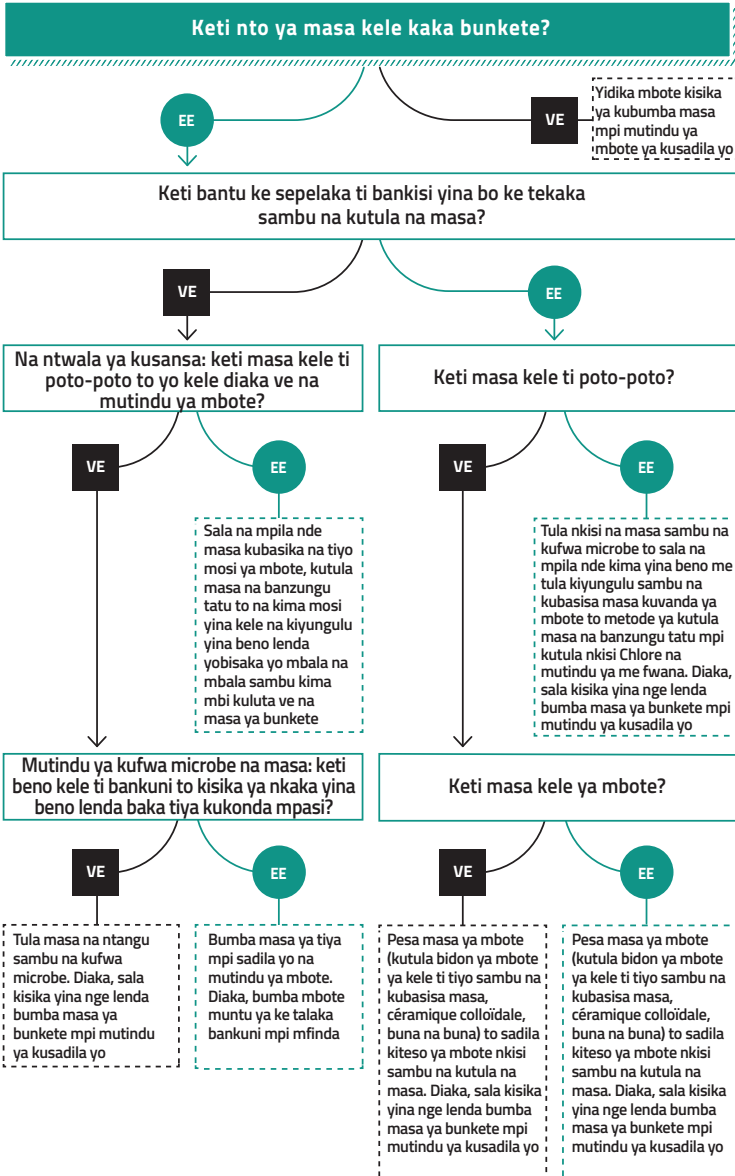 Keti nto ya masa kele kaka bunkete?
EE
VE
Yidika mbote kisika
ya kubumba masa
mpi mutindu ya
mbote ya kusadila yo
Keti bantu ke sepelaka ti bankisi yina bo ke tekaka
sambu na kutula na masa?
VE
EE
Na ntwala ya kusansa: keti masa kele ti
poto-poto to yo kele diaka ve na
mutindu ya mbote?
Keti masa kele ti poto-poto?
VE
EE
VE
EE
Sala na mpila nde
masa kubasika na tiyo
mosi ya mbote, kutula
masa na banzungu
tatu to na kima mosi
yina kele na kiyungulu
yina beno lenda
yobisaka yo mbala na
mbala sambu kima
mbi kuluta ve na
masa ya bunkete
Tula nkisi na masa sambu na
kufwa microbe to sala na
mpila nde kima yina beno me
tula kiyungulu sambu na
kubasisa masa kuvanda ya
mbote to metode ya kutula
masa na banzungu tatu mpi
kutula nkisi Chlore na
mutindu ya me fwana. Diaka,
sala kisika yina nge lenda
bumba masa ya bunkete mpi
mutindu ya kusadila yo
Mutindu ya kufwa microbe na masa: keti
beno kele ti bankuni to kisika ya nkaka yina
beno lenda baka tiya kukonda mpasi?
Keti masa kele ya mbote?
VE
EE
VE
EE
Tula masa na ntangu
sambu na kufwa
microbe. Diaka, sala
kisika yina nge lenda
bumba masa ya
bunkete mpi mutindu
ya kusadila yo
Bumba masa ya tiya
mpi sadila yo na
mutindu ya mbote.
Diaka, bumba mbote
muntu ya ke talaka
bankuni mpi mfinda
Pesa masa ya mbote
(kutula bidon ya mbote
ya kele ti tiyo sambu na
kubasisa masa,
céramique colloïdale,
buna na buna) to sadila
kiteso ya mbote nkisi
sambu na kutula na
masa. Diaka, sala kisika
yina nge lenda bumba
masa ya bunkete mpi
mutindu ya kusadila yo
Pesa masa ya mbote
(kutula bidon ya mbote
ya kele ti tiyo sambu na
kubasisa masa,
céramique colloïdale,
buna na buna) to sadila
kiteso ya mbote nkisi
sambu na kutula na
masa. Diaka, sala kisika
yina nge lenda bumba
masa ya bunkete mpi
mutindu ya kusadila yo